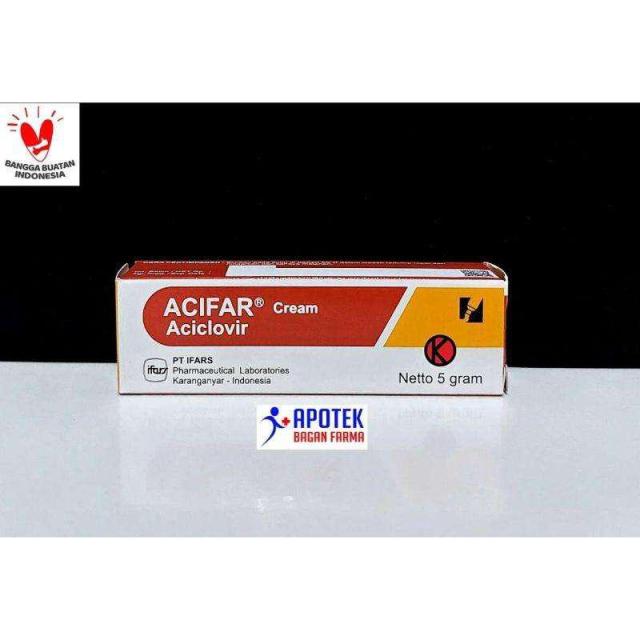 BANGGA BUATAN
INDONESIA
ACIFAR® Cream
Aciclovir
ifars
PT IFARS
Pharmaceutical Laboratories
Karanganyar - Indonesia
K
Netto 5 gram
APOTEK
BAGAN FARMA